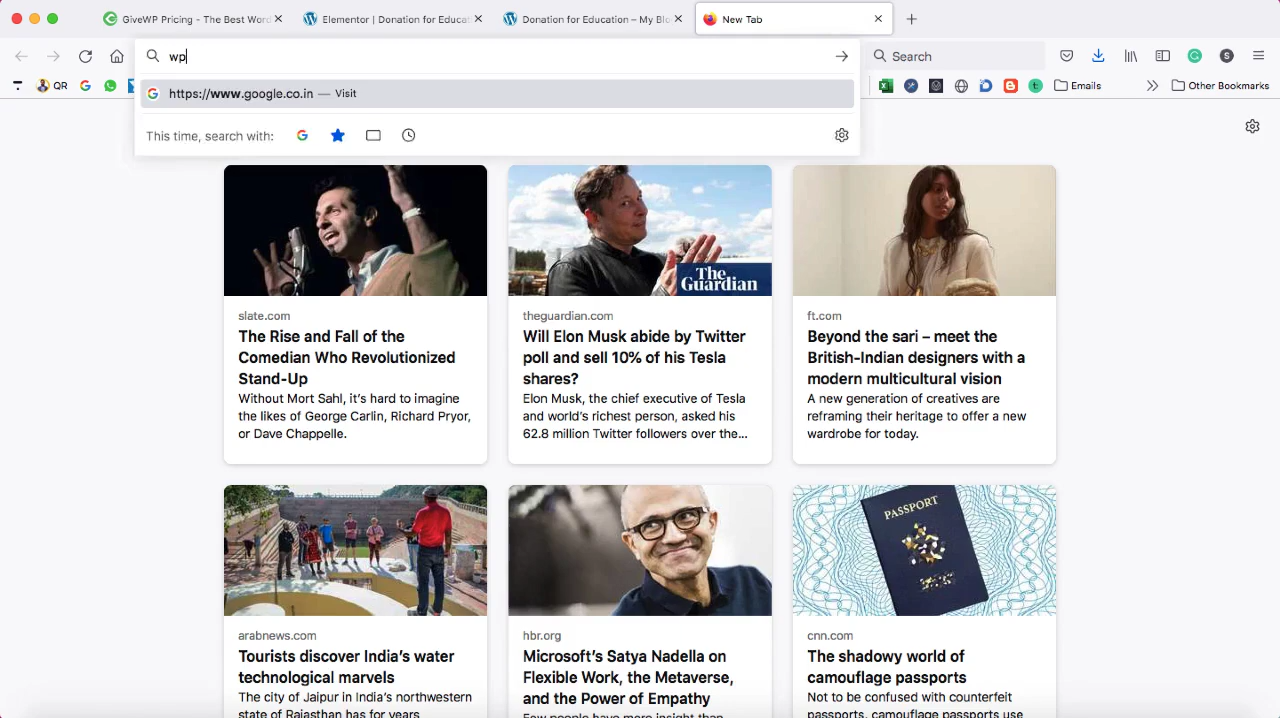 GiveWP Pricing - The Best Word
Elementor | Donation for Educat
Donation for Education – My Blo
New Tab
wp
Search
https://www.google.co.in — Visit
QR
Emails
Other Bookmarks
This time, search with:
The Guardian
slate.com
The Rise and Fall of the
Comedian Who Revolutionized
Stand-Up
Without Mort Sahl, it's hard to imagine
the likes of George Carlin, Richard Pryor,
or Dave Chappelle.
theguardian.com
Will Elon Musk abide by Twitter
poll and sell 10% of his Tesla
shares?
Elon Musk, the chief executive of Tesla
and world's richest person, asked his
62.8 million Twitter followers over the...
ft.com
Beyond the sari – meet the
British-Indian designers with a
modern multicultural vision
A new generation of creatives are
reframing their heritage to offer a new
wardrobe for today.
PASSPORT
arabnews.com
Tourists discover India's water
technological marvels
The city of Jaipur in India's northwestern
state of Rajasthan has for years
hbr.org
Microsoft's Satya Nadella on
Flexible Work, the Metaverse,
and the Power of Empathy
Few people have more insight than
cnn.com
The shadowy world of
camouflage passports
Not to be confused with counterfeit
passports, camouflage passports use